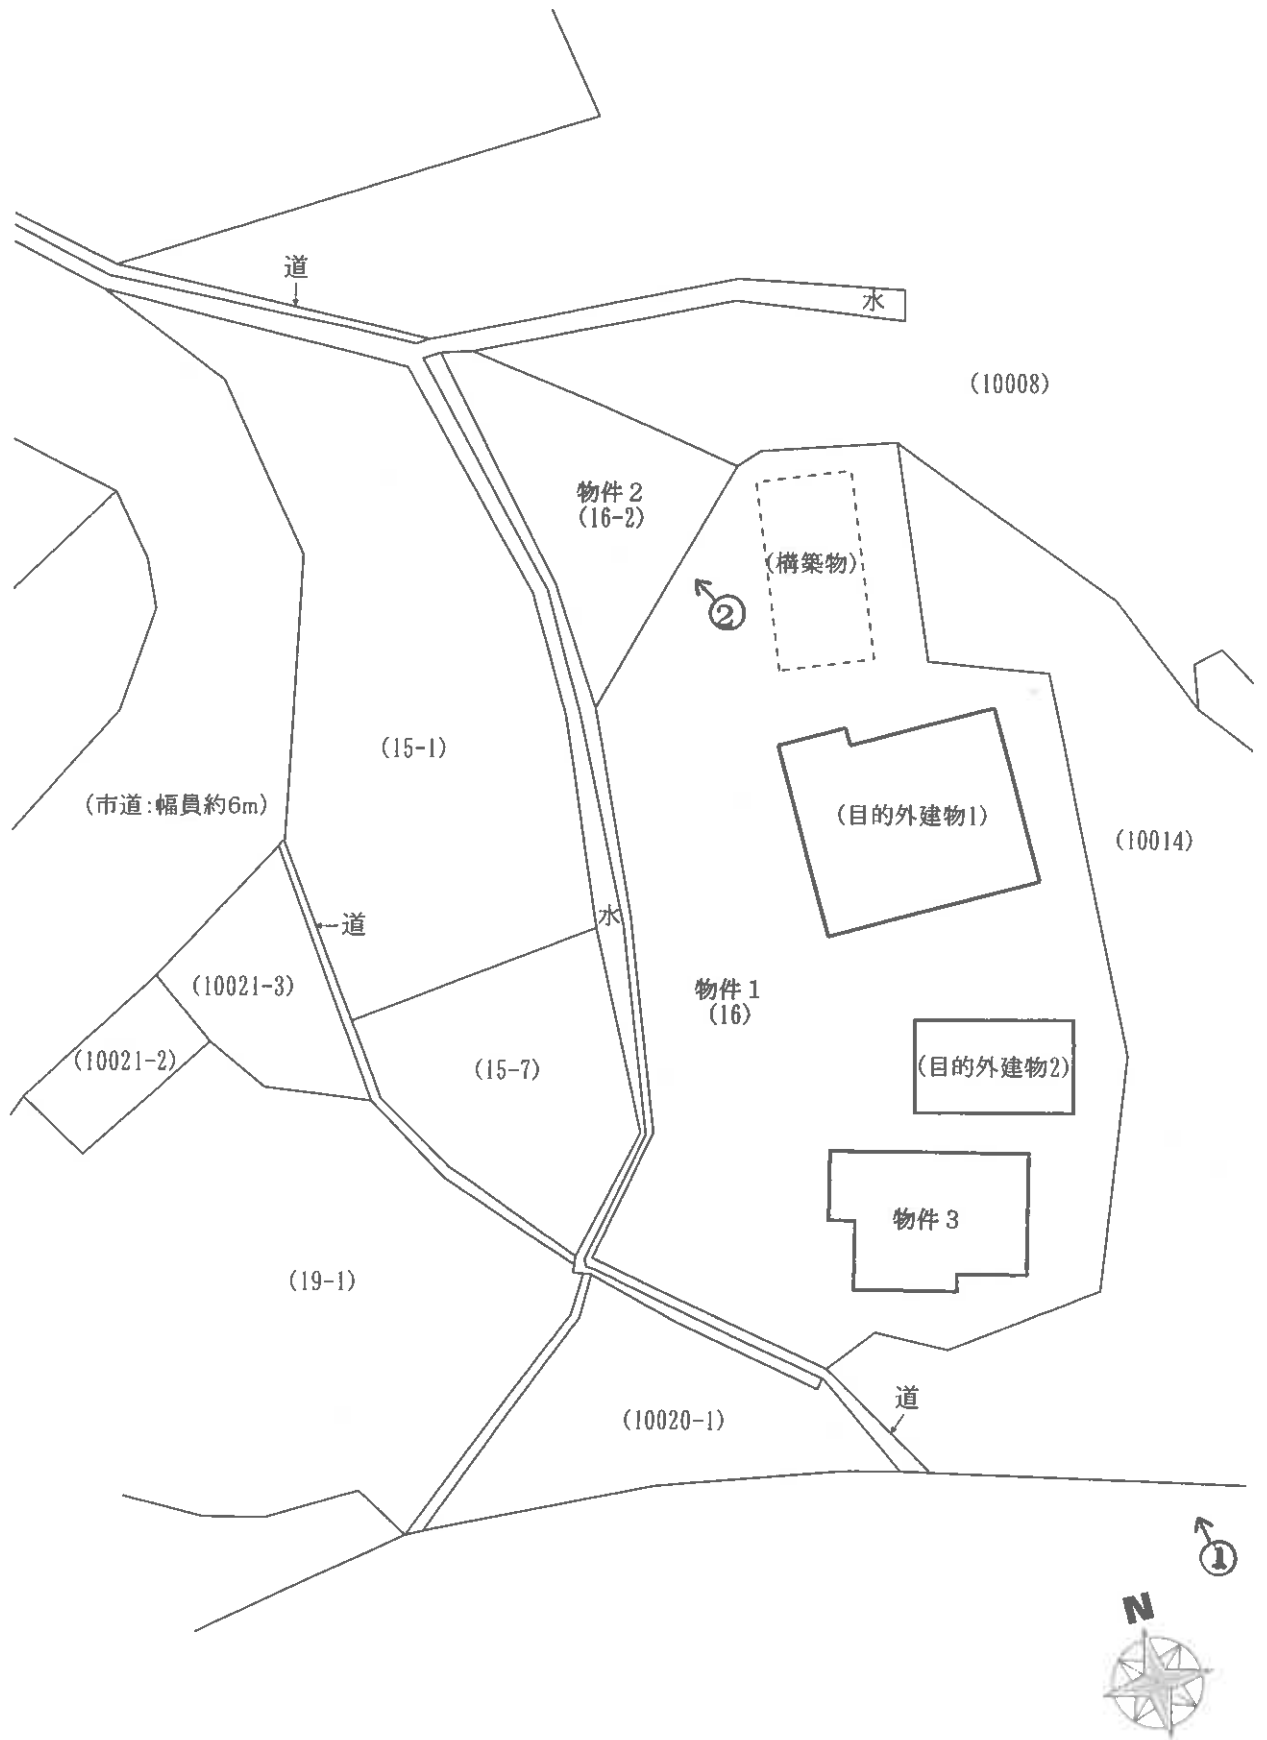 道
水
(10008)
物件2
(16-2)
(構築物)
②
(15-1)
(市道:幅員約6m)
(目的外建物1)
(10014)
道
水
(10021-3)
物件1
(16)
(10021-2)
(15-7)
(目的外建物2)
物件3
(19-1)
道
(10020-1)
①
N